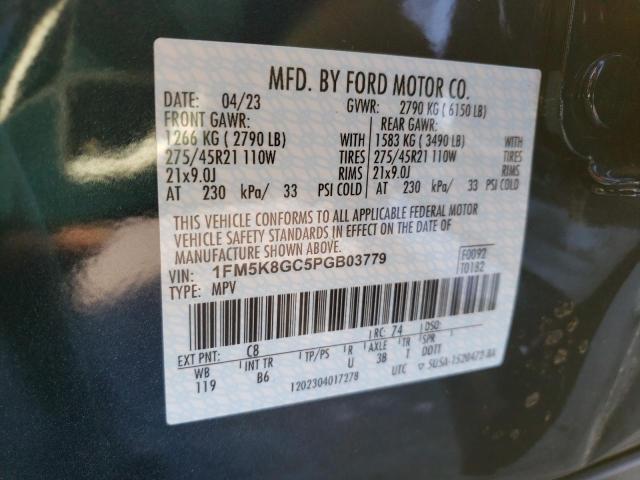 MFD. BY FORD MOTOR CO.
DATE: 04/23 GVWR: 2790 KG ( 6150 LB)
FRONT GAWR: REAR GAWR:
1266 KG ( 2790 LB) 1583 KG ( 3490 LB) WITH
275/45R21 110W TIRES 275/45R21 110W TIRES
21x9.0J RIMS 21x9.0J RIMS
AT 230 kPa/ 33 PSI COLD AT 230 kPa/ 33 PSI COLD
THIS VEHICLE CONFORMS TO ALL APPLICABLE FEDERAL MOTOR
VEHICLE SAFETY STANDARDS IN EFFECT ON THE DATE OF
MANUFACTURE SHOWN ABOVE.
VIN: 1FM5K8GC5PGB03779 F0092
TYPE: MPV T0182
EXT PNT: C8 RC: 74 DSO:
WB INT TR TP/PS R AXLE TR SPR
119 B6 U 3B T DDTT
1202304017278 UTC 5USA-1520472-BA